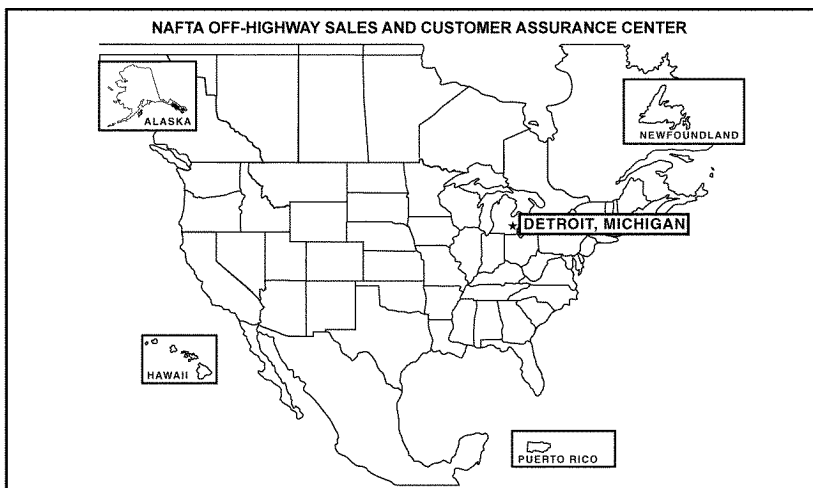 NAFTA OFF-HIGHWAY SALES AND CUSTOMER ASSURANCE CENTER
ALASKA
NEWFOUNDLAND
DETROIT, MICHIGAN
HAWAII
PUERTO RICO